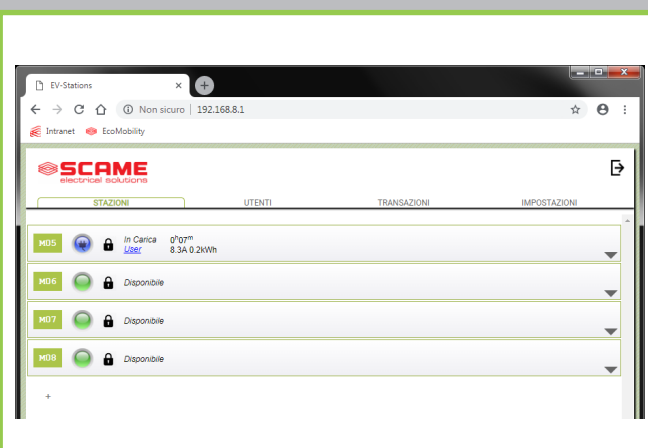 EV-Stations
Non sicuro | 192.168.8.1
Intranet EcoMobility
SCAME
electrical solutions
STAZIONI UTENTI TRANSAZIONI IMPOSTAZIONI
M05 In Carica 0h07m
User 8.3A 0.2kWh
M06 Disponibile
M07 Disponibile
M08 Disponibile
+